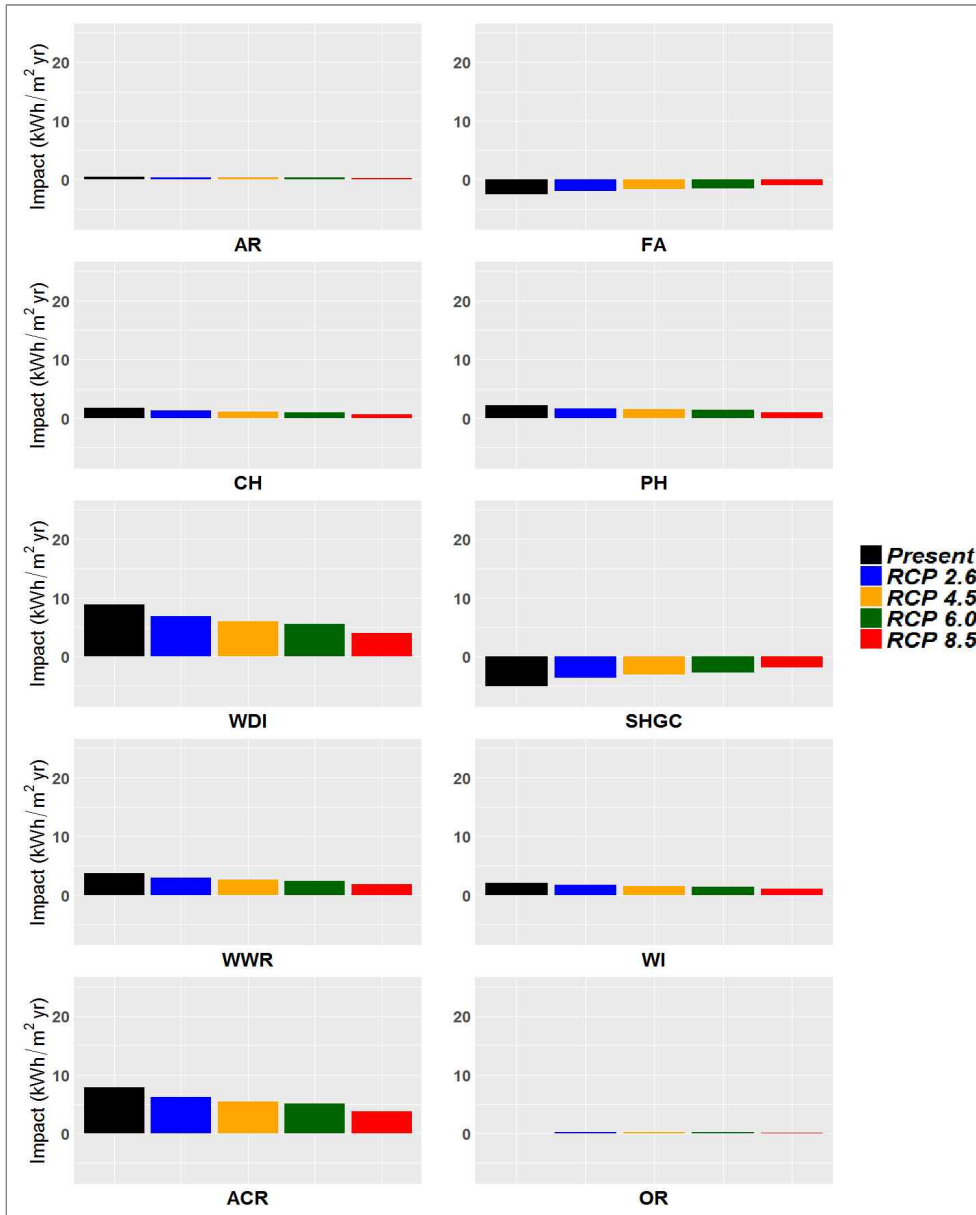 Impact (kWh/m² yr)
20
10
0
AR
20
10
0
FA
Impact (kWh/m² yr)
20
10
0
CH
20
10
0
PH
Impact (kWh/m² yr)
20
10
0
WDI
20
10
0
SHGC
Impact (kWh/m² yr)
20
10
0
WWR
20
10
0
WI
Impact (kWh/m² yr)
20
10
0
ACR
20
10
0
OR
Present
RCP 2.6
RCP 4.5
RCP 6.0
RCP 8.5